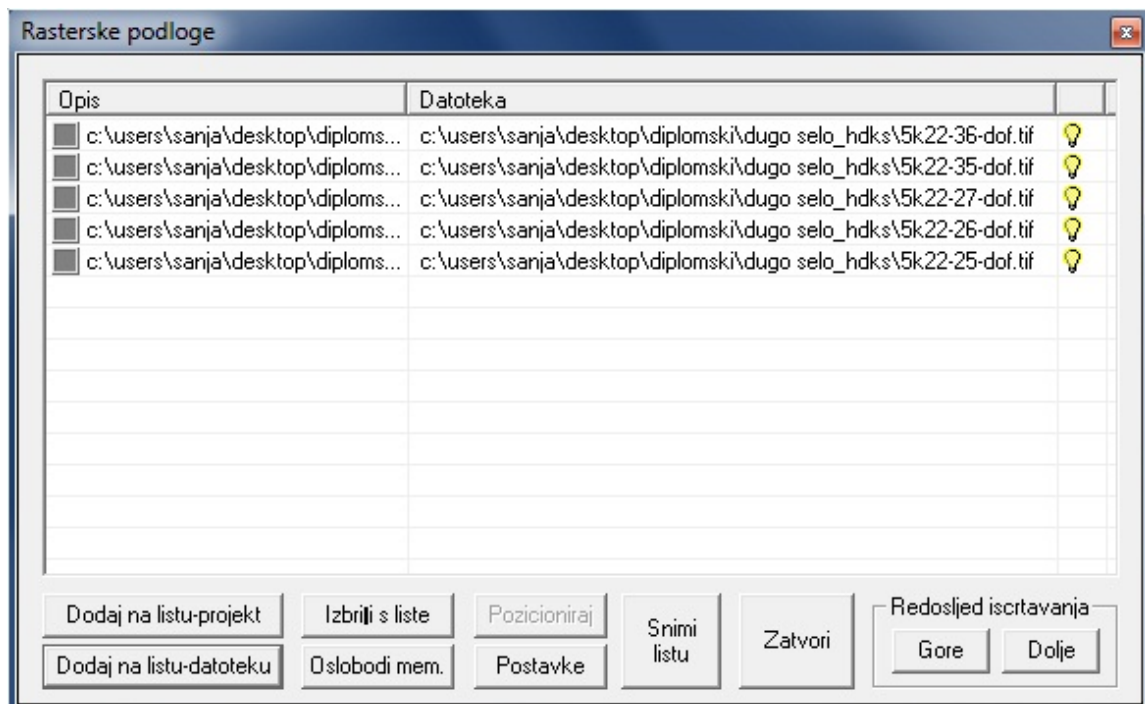 Rasterske podloge
Opis Datoteka
c:\users\sanja\desktop\diploms... c:\users\sanja\desktop\diplomski\dugo selo_hdks\5k22-36-dof.tif
c:\users\sanja\desktop\diploms... c:\users\sanja\desktop\diplomski\dugo selo_hdks\5k22-35-dof.tif
c:\users\sanja\desktop\diploms... c:\users\sanja\desktop\diplomski\dugo selo_hdks\5k22-27-dof.tif
c:\users\sanja\desktop\diploms... c:\users\sanja\desktop\diplomski\dugo selo_hdks\5k22-26-dof.tif
c:\users\sanja\desktop\diploms... c:\users\sanja\desktop\diplomski\dugo selo_hdks\5k22-25-dof.tif
Dodaj na listu-projekt
Izbrili s liste
Pozicioniraj
Snimi
listu
Zatvori
Redosljed iscrtavanja
Gore
Dolje
Dodaj na listu-datoteku
Oslobodi mem.
Postavke